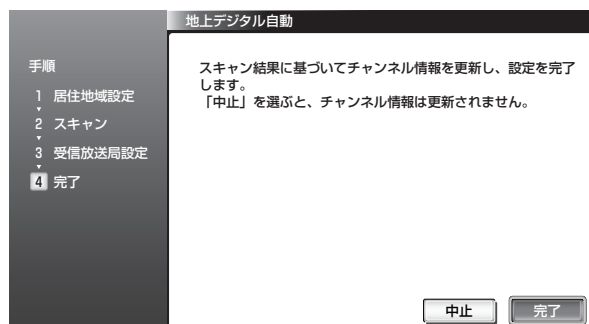 地上デジタル自動
手順
1 居住地域設定
2 スキャン
3 受信放送局設定
4 完了
スキャン結果に基づいてチャンネル情報を更新し、設定を完了
します。
「中止」を選ぶと、チャンネル情報は更新されません。
中止
完了